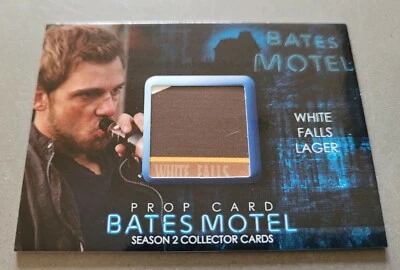 BATES
MOTEL
WHITE
FALLS
LAGER
WHITE FALLS
PROP CARD
BATES MOTEL
SEASON 2 COLLECTOR CARDS